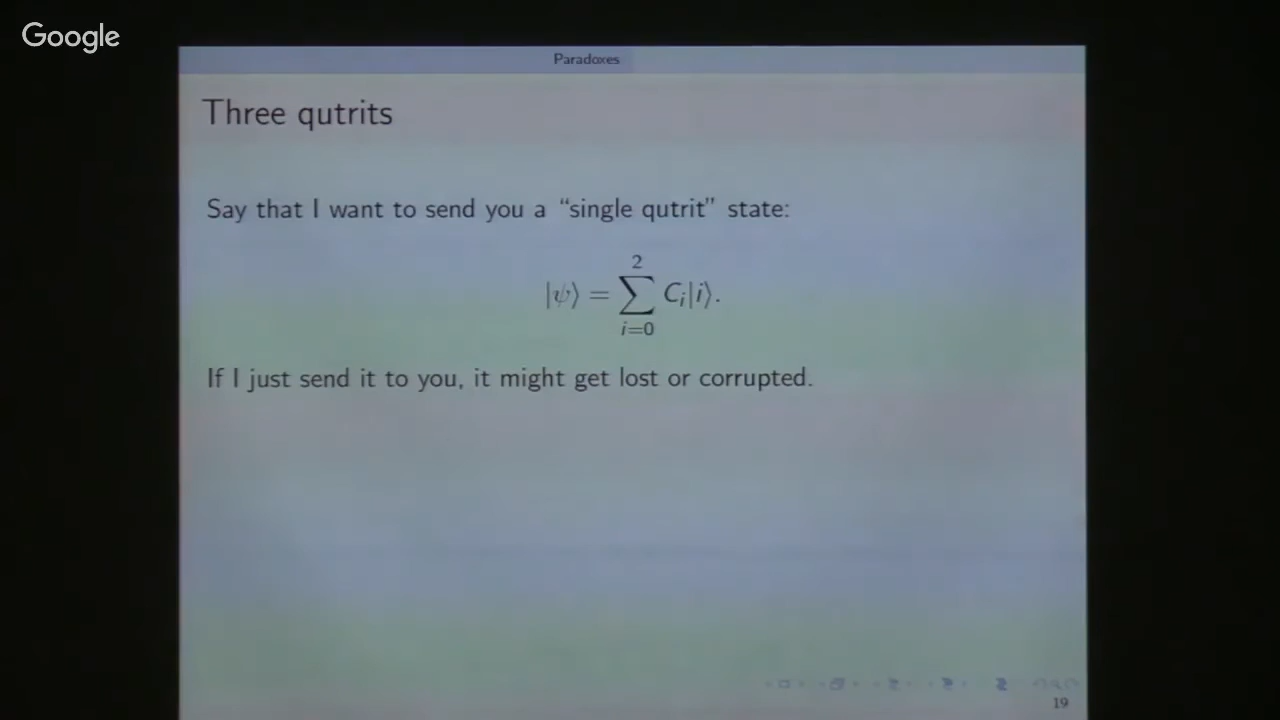 Google
Paradoxes
Three qutrits
Say that I want to send you a “single qutrit” state:
|ψ⟩ = ∑_{i=0}^{2} C_i|i⟩.
If I just send it to you, it might get lost or corrupted.
19